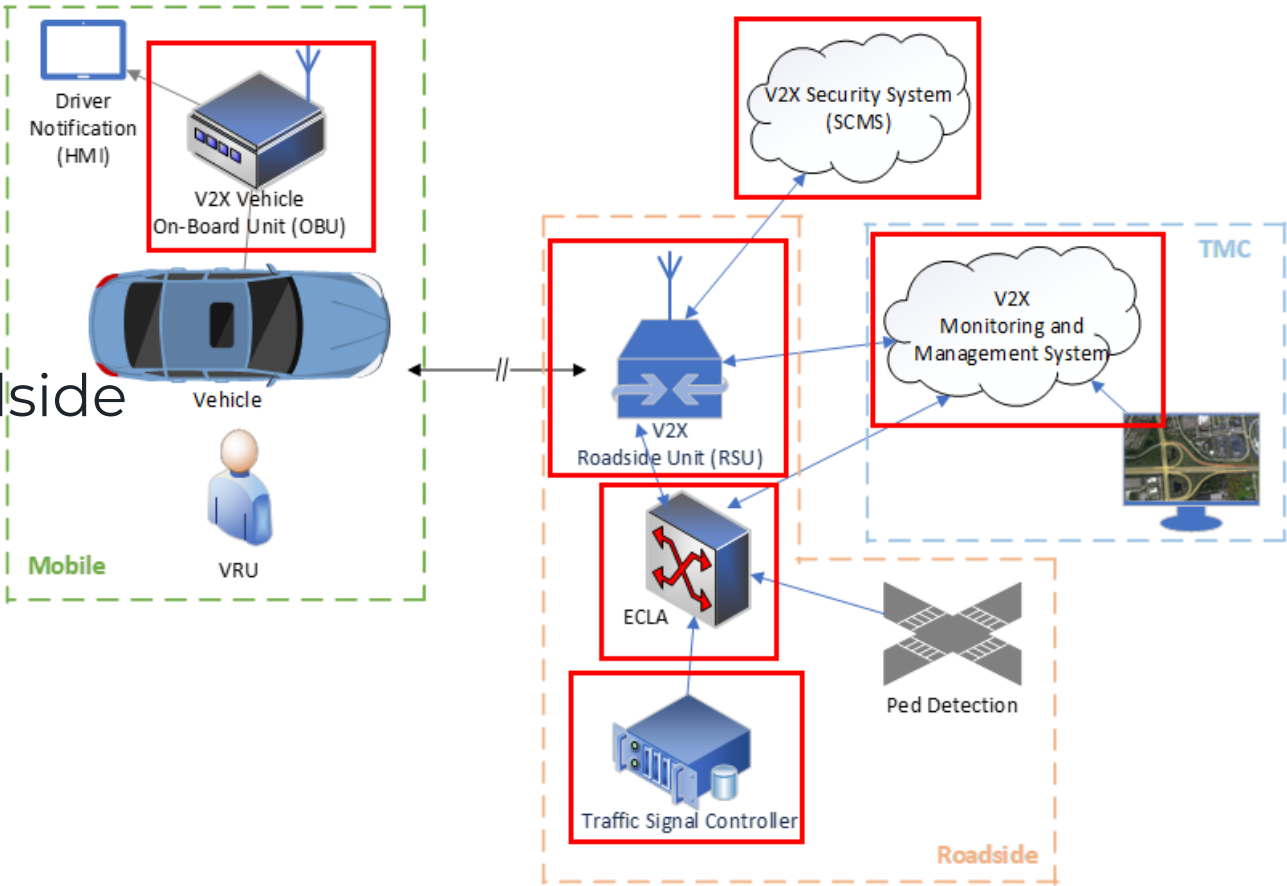 Driver
Notification
(HMI)
V2X Vehicle
On-Board Unit (OBU)
Vehicle
VRU
Mobile
dside
//
V2X Security System
(SCMS)
TMC
V2X
Monitoring and
Management System
V2X
Roadside Unit (RSU)
ECLA
Ped Detection
Traffic Signal Controller
Roadside